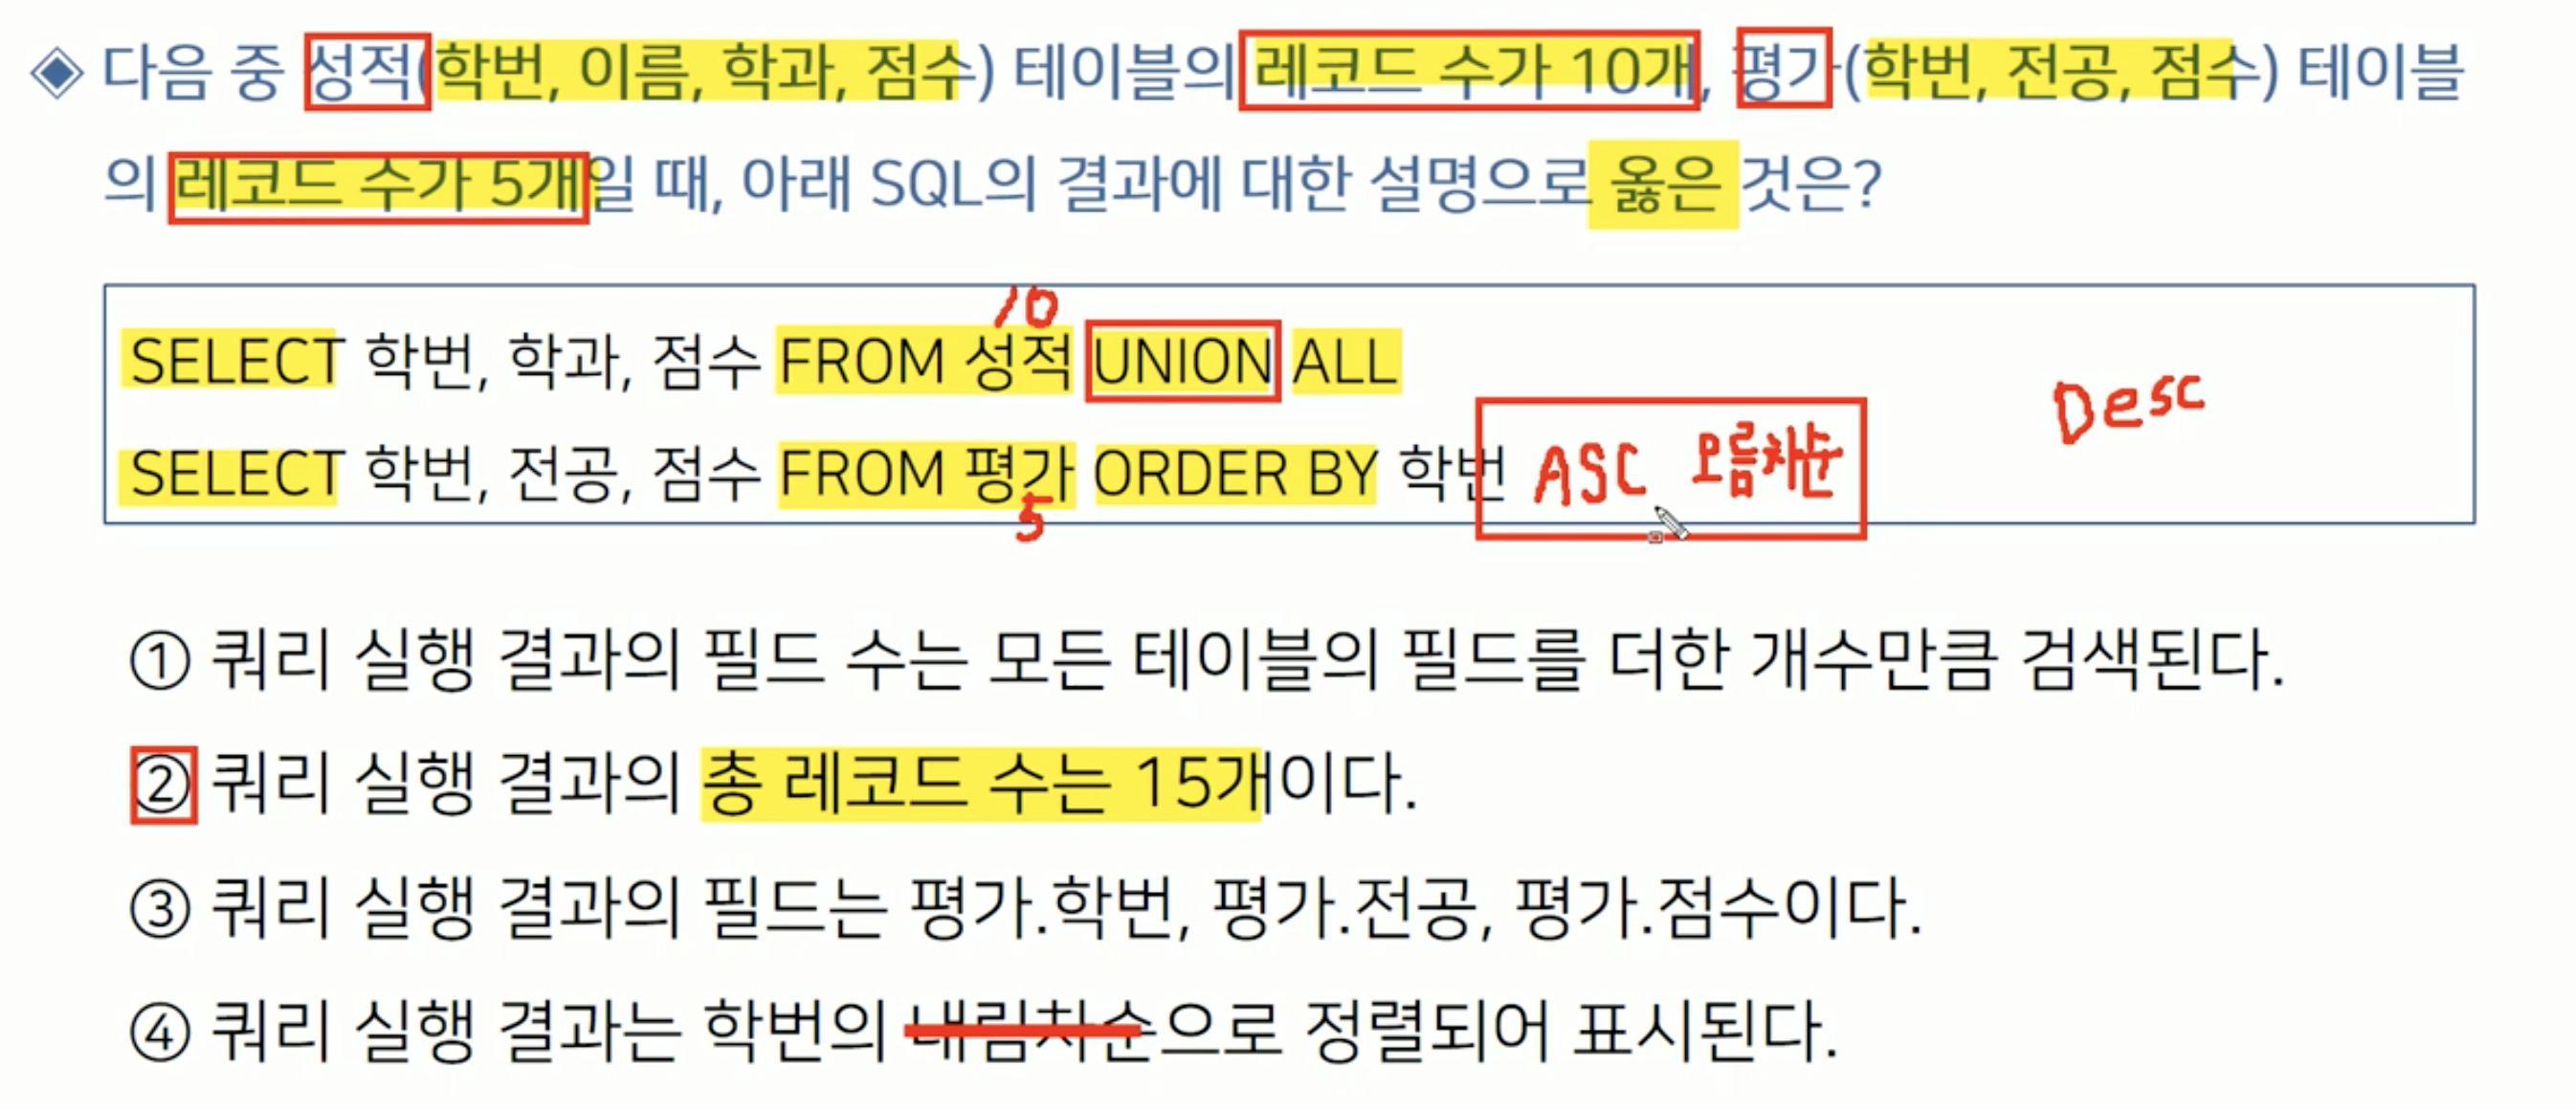 ◈ 다음 중 성적(학번, 이름, 학과, 점수) 테이블의 레코드 수가 10개, 평가(학번, 전공, 점수) 테이블
의 레코드 수가 5개일 때, 아래 SQL의 결과에 대한 설명으로 옳은 것은?
10
SELECT 학번, 학과, 점수 FROM 성적 UNION ALL
Desc
SELECT 학번, 전공, 점수 FROM 평가 ORDER BY 학번 ASC 오름차순
5
① 쿼리 실행 결과의 필드 수는 모든 테이블의 필드를 더한 개수만큼 검색된다.
② 쿼리 실행 결과의 총 레코드 수는 15개이다.
③ 쿼리 실행 결과의 필드는 평가.학번, 평가.전공, 평가.점수이다.
④ 쿼리 실행 결과는 학번의 내림차순으로 정렬되어 표시된다.